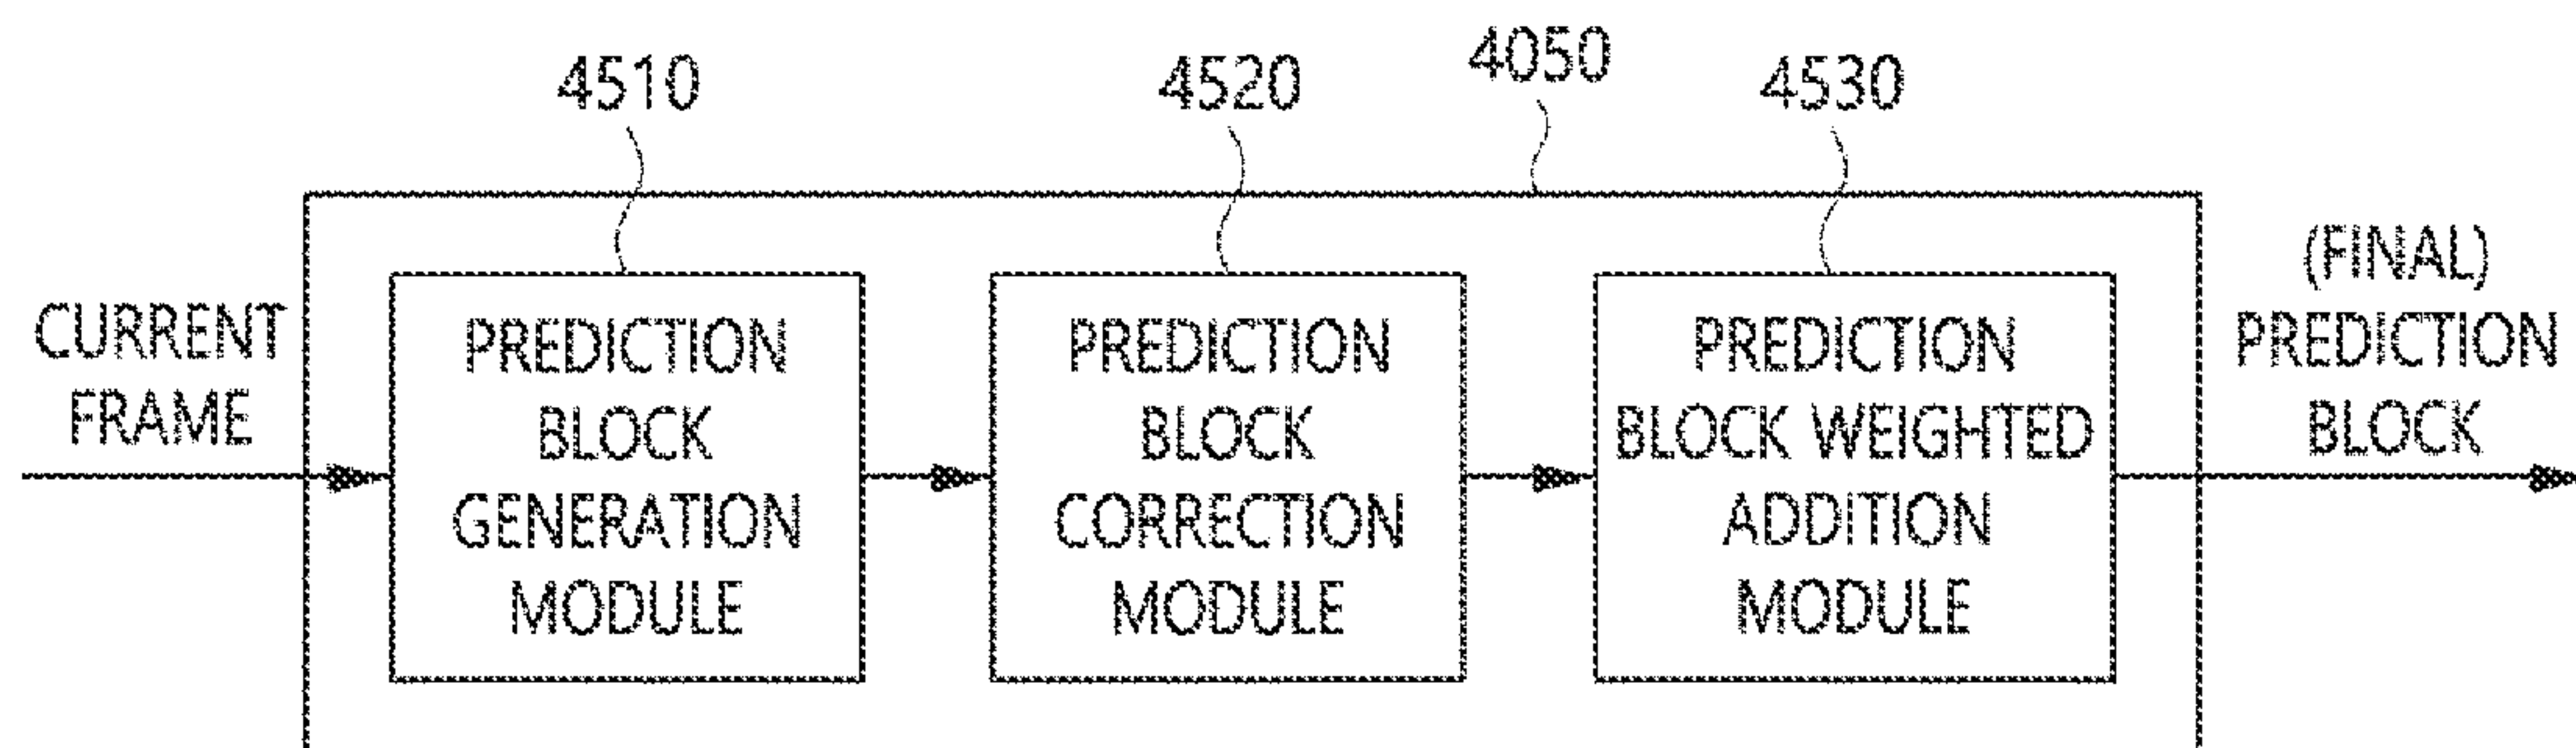 4510
4520
4050
4530
CURRENT
FRAME
PREDICTION
BLOCK
GENERATION
MODULE
PREDICTION
BLOCK
CORRECTION
MODULE
PREDICTION
BLOCK WEIGHTED
ADDITION
MODULE
(FINAL)
PREDICTION
BLOCK